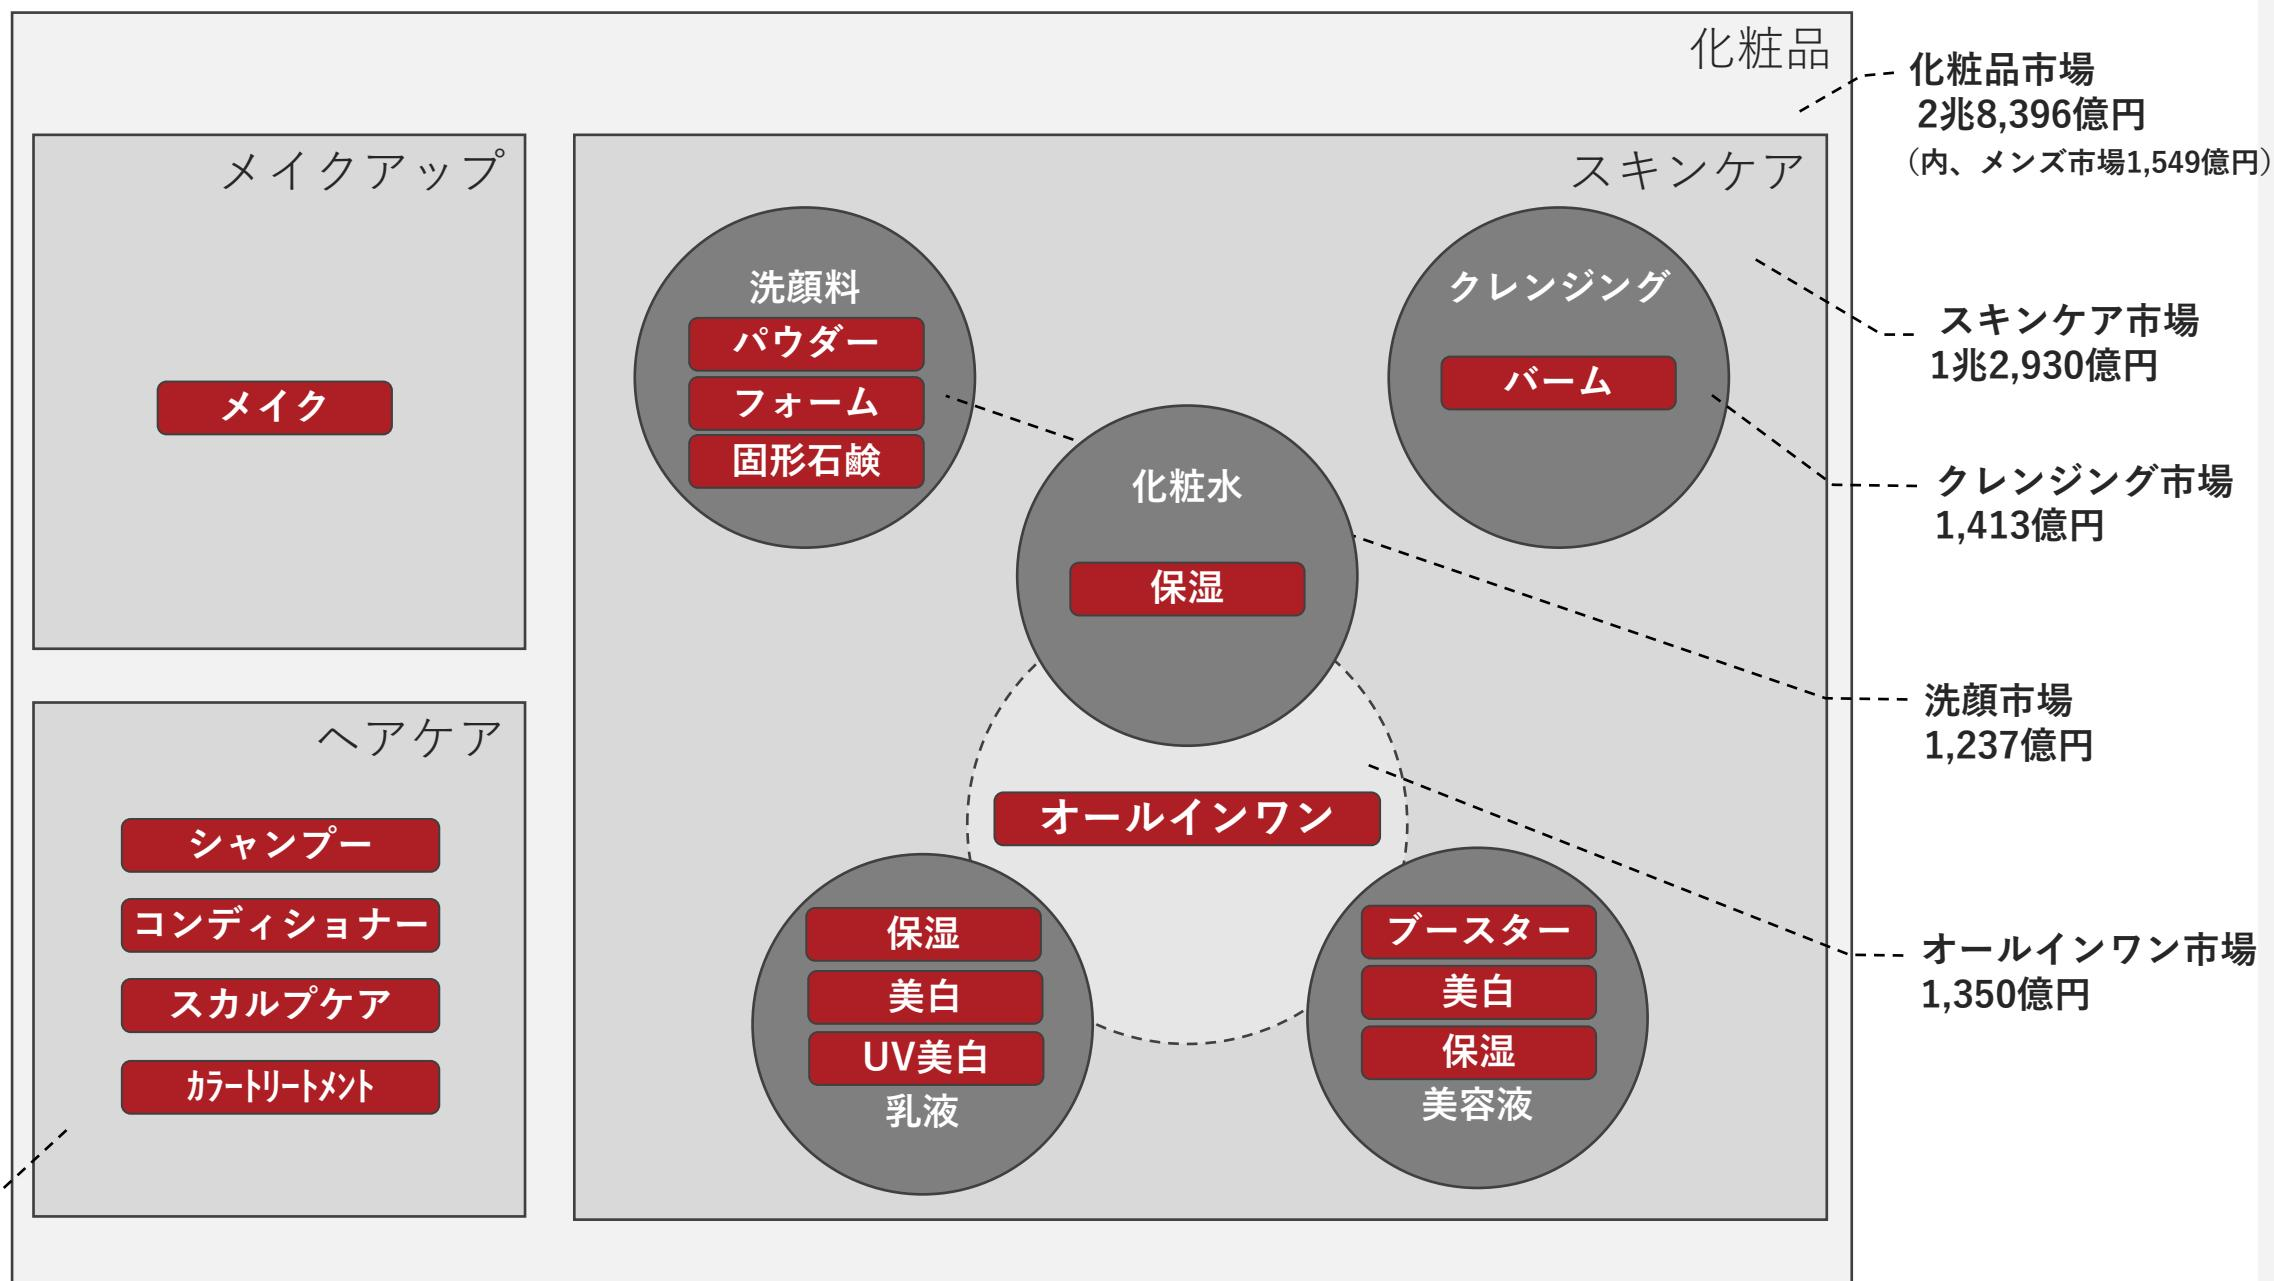 化粧品
メイクアップ
メイク
ヘアケア
シャンプー
コンディショナー
スカルプケア
ｶﾗｰﾄﾘｰﾄﾒﾝﾄ
スキンケア
洗顔料
パウダー
フォーム
固形石鹸
クレンジング
バーム
化粧水
保湿
オールインワン
保湿
美白
UV美白
乳液
ブースター
美白
保湿
美容液
化粧品市場
2兆8,396億円
（内、メンズ市場1,549億円）
スキンケア市場
1兆2,930億円
クレンジング市場
1,413億円
洗顔市場
1,237億円
オールインワン市場
1,350億円